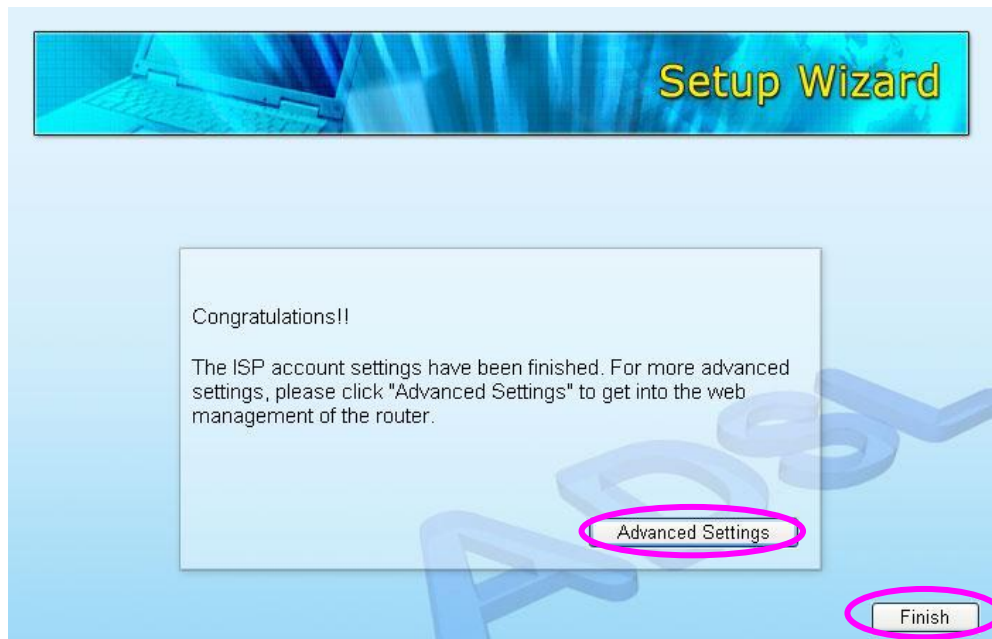 Setup Wizard
Congratulations!!
The ISP account settings have been finished. For more advanced
settings, please click "Advanced Settings" to get into the web
management of the router.
ADSL
Advanced Settings
Finish